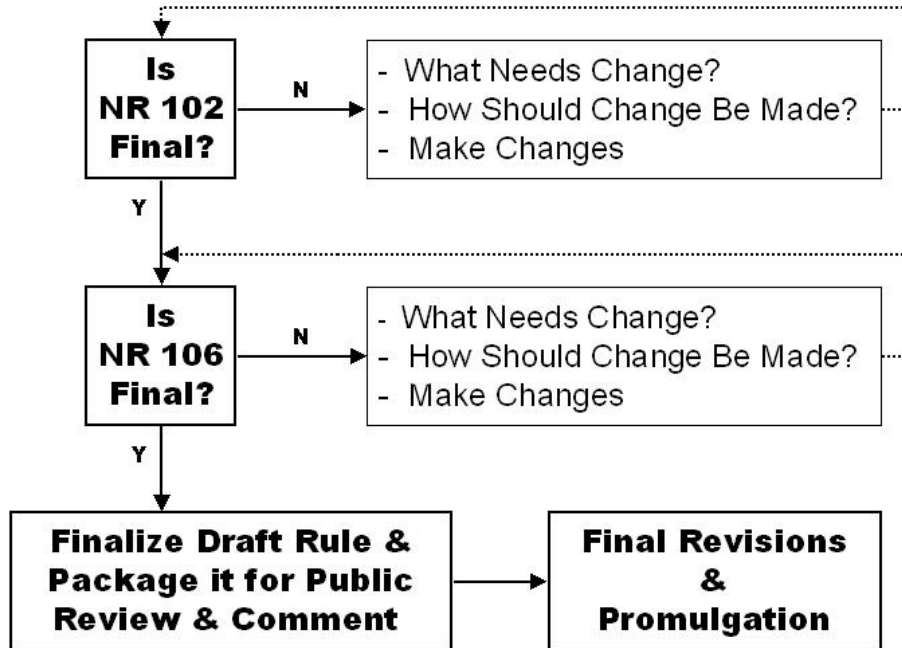 Is
NR 102
Final?
N
- What Needs Change?
- How Should Change Be Made?
- Make Changes
Y
Is
NR 106
Final?
N
- What Needs Change?
- How Should Change Be Made?
- Make Changes
Y
Finalize Draft Rule &
Package it for Public
Review & Comment
Final Revisions
&
Promulgation